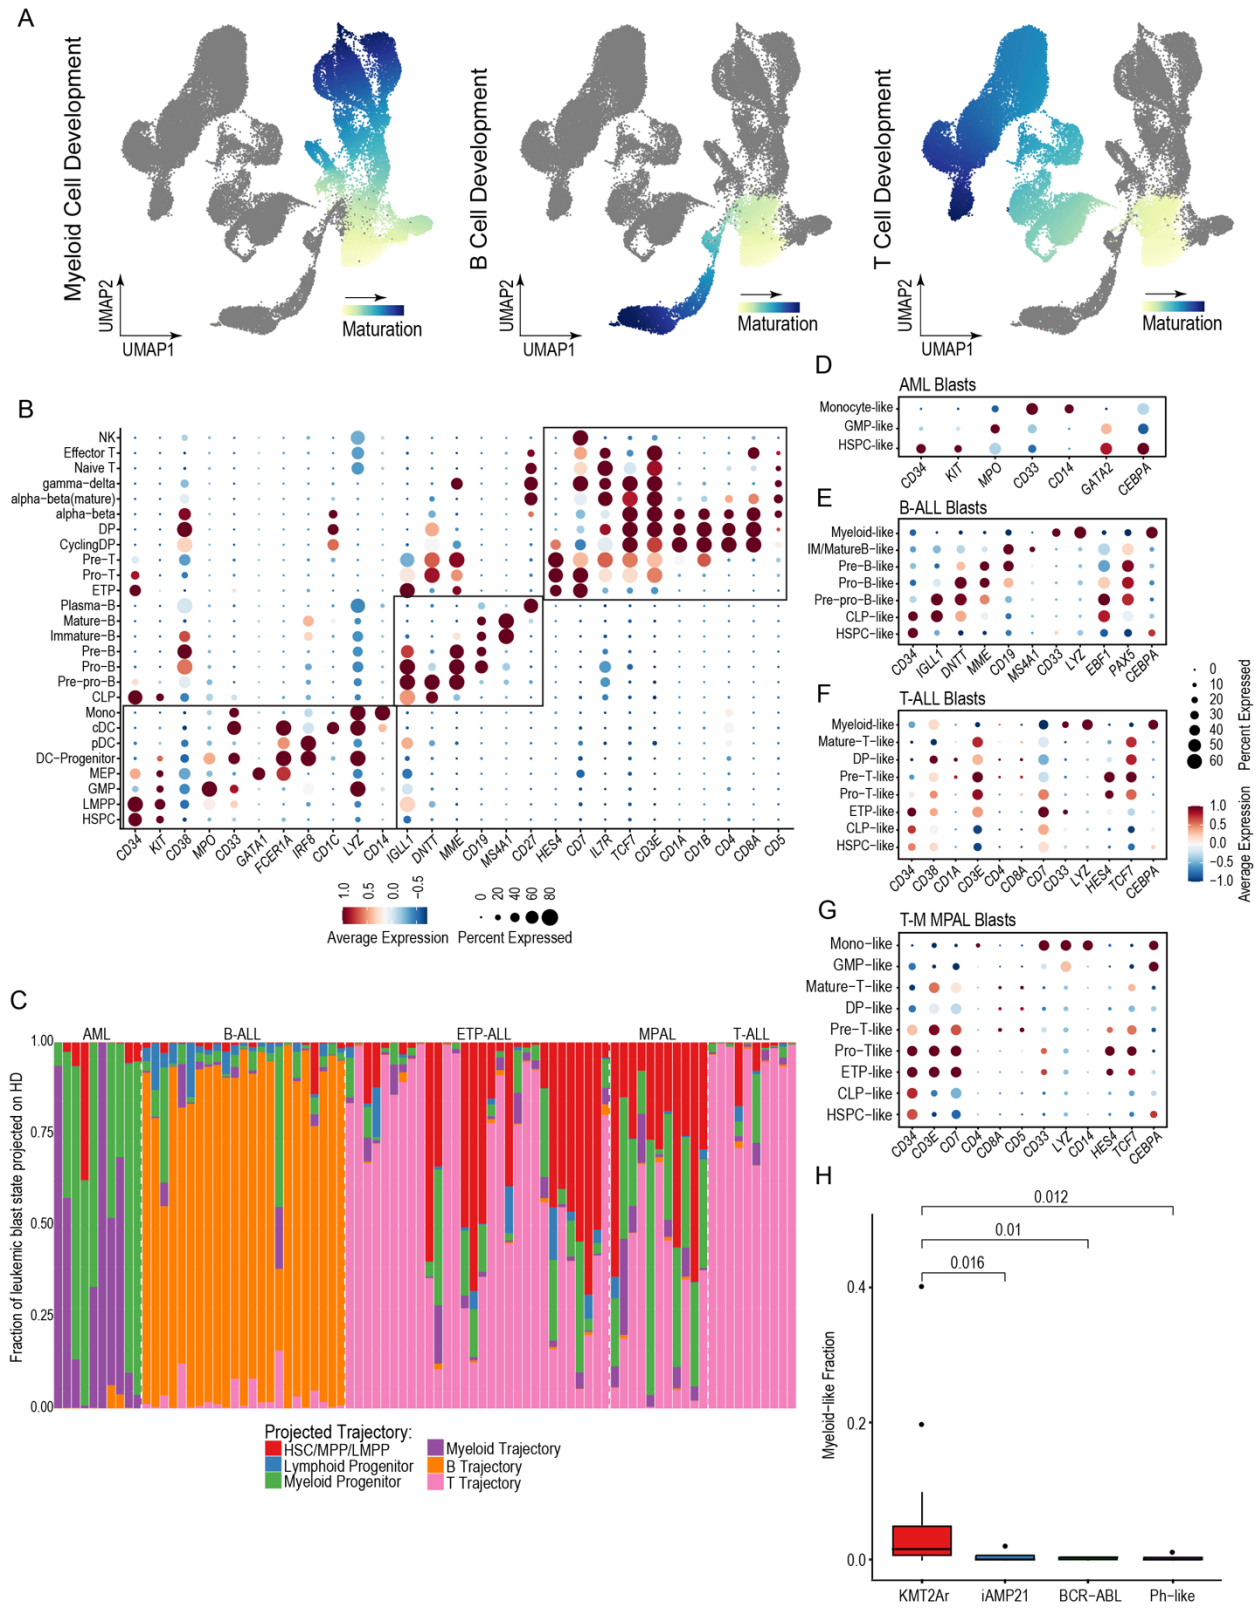 A
Myeloid Cell Development
UMAP2
UMAP1
Maturation
B Cell Development
UMAP2
UMAP1
Maturation
T Cell Development
UMAP2
UMAP1
Maturation
B
NK
Effector T
Naive T
gamma-delta
alpha-beta(mature)
alpha-beta
DP
CyclingDP
Pre-T
Pro-T
ETP
Plasma-B
Mature-B
Immature-B
Pre-B
Pro-B
Pre-pro-B
CLP
Mono
cDC
pDC
DC-Progenitor
MEP
GMP
LMPP
HSPC
CD34 KIT CD38 MPO CD33 GATA1 FCER1A IRF8 CD1C LYZ CD14 IGLL1 DNTT MME CD19 MS4A1 CD27 HES4 CD7 IL7R TCF7 CD3E CD1A CD1B CD4 CD8A CD5
1.0 0.5 0.0 -0.5
Average Expression
0 20 40 60 80
Percent Expressed
C
AML B-ALL ETP-ALL MPAL T-ALL
Fraction of leukemic blast state projected on HD
1.00
0.75
0.50
0.25
0.00
Projected Trajectory:
HSC/MPP/LMPP
Lymphoid Progenitor
Myeloid Progenitor
Myeloid Trajectory
B Trajectory
T Trajectory
D
AML Blasts
Monocyte-like
GMP-like
HSPC-like
CD34 KIT MPO CD33 CD14 GATA2 CEBPA
E
B-ALL Blasts
Myeloid-like
IM/MatureB-like
Pre-B-like
Pro-B-like
Pre-pro-B-like
CLP-like
HSPC-like
CD34 IGLL1 DNTT MME CD19 MS4A1 CD33 LYZ EBF1 PAX5 CEBPA
F
T-ALL Blasts
Myeloid-like
Mature-T-like
DP-like
Pre-T-like
Pro-T-like
ETP-like
CLP-like
HSPC-like
CD34 CD38 CD1A CD3E CD4 CD8A CD7 CD33 LYZ HES4 TCF7 CEBPA
0
10
20
30
40
50
60
Percent Expressed
1.0
0.5
0.0
-0.5
-1.0
Average Expression
G
T-M MPAL Blasts
Mono-like
GMP-like
Mature-T-like
DP-like
Pre-T-like
Pro-Tlike
ETP-like
CLP-like
HSPC-like
CD34 CD3E CD7 CD4 CD8A CD5 CD33 LYZ CD14 HES4 TCF7 CEBPA
H
0.012
0.01
0.016
Myeloid-like Fraction
0.4
0.2
0.0
KMT2Ar iAMP21 BCR-ABL Ph-like